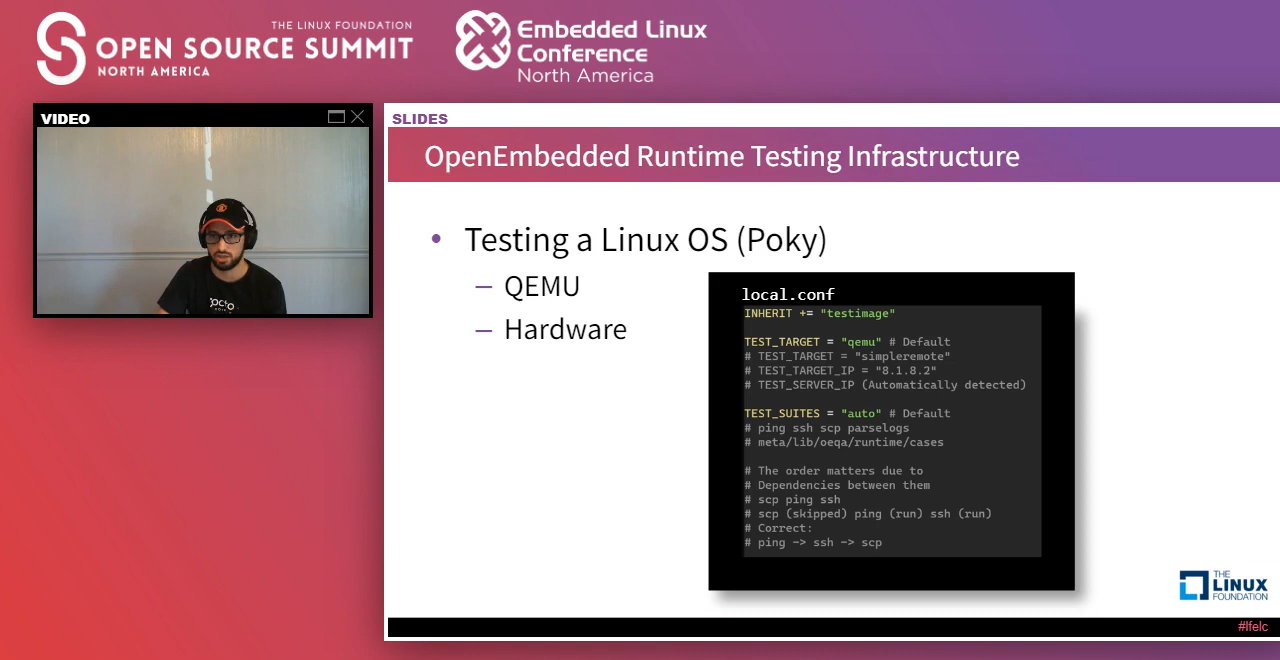 THE LINUX FOUNDATION
OPEN SOURCE SUMMIT
NORTH AMERICA
Embedded Linux
Conference
North America
VIDEO
SLIDES
OpenEmbedded Runtime Testing Infrastructure
• Testing a Linux OS (Poky)
– QEMU
– Hardware
local.conf
INHERIT += "testimage"
TEST_TARGET = "qemu" # Default
# TEST_TARGET = "simpleremote"
# TEST_TARGET_IP = "8.1.8.2"
# TEST_SERVER_IP (Automatically detected)
TEST_SUITES = "auto" # Default
# ping ssh scp parselogs
# meta/lib/oeqa/runtime/cases
# The order matters due to
# Dependencies between them
# scp ping ssh
# scp (skipped) ping (run) ssh (run)
# Correct:
# ping -> ssh -> scp
THE
LINUX
FOUNDATION
#lfelc